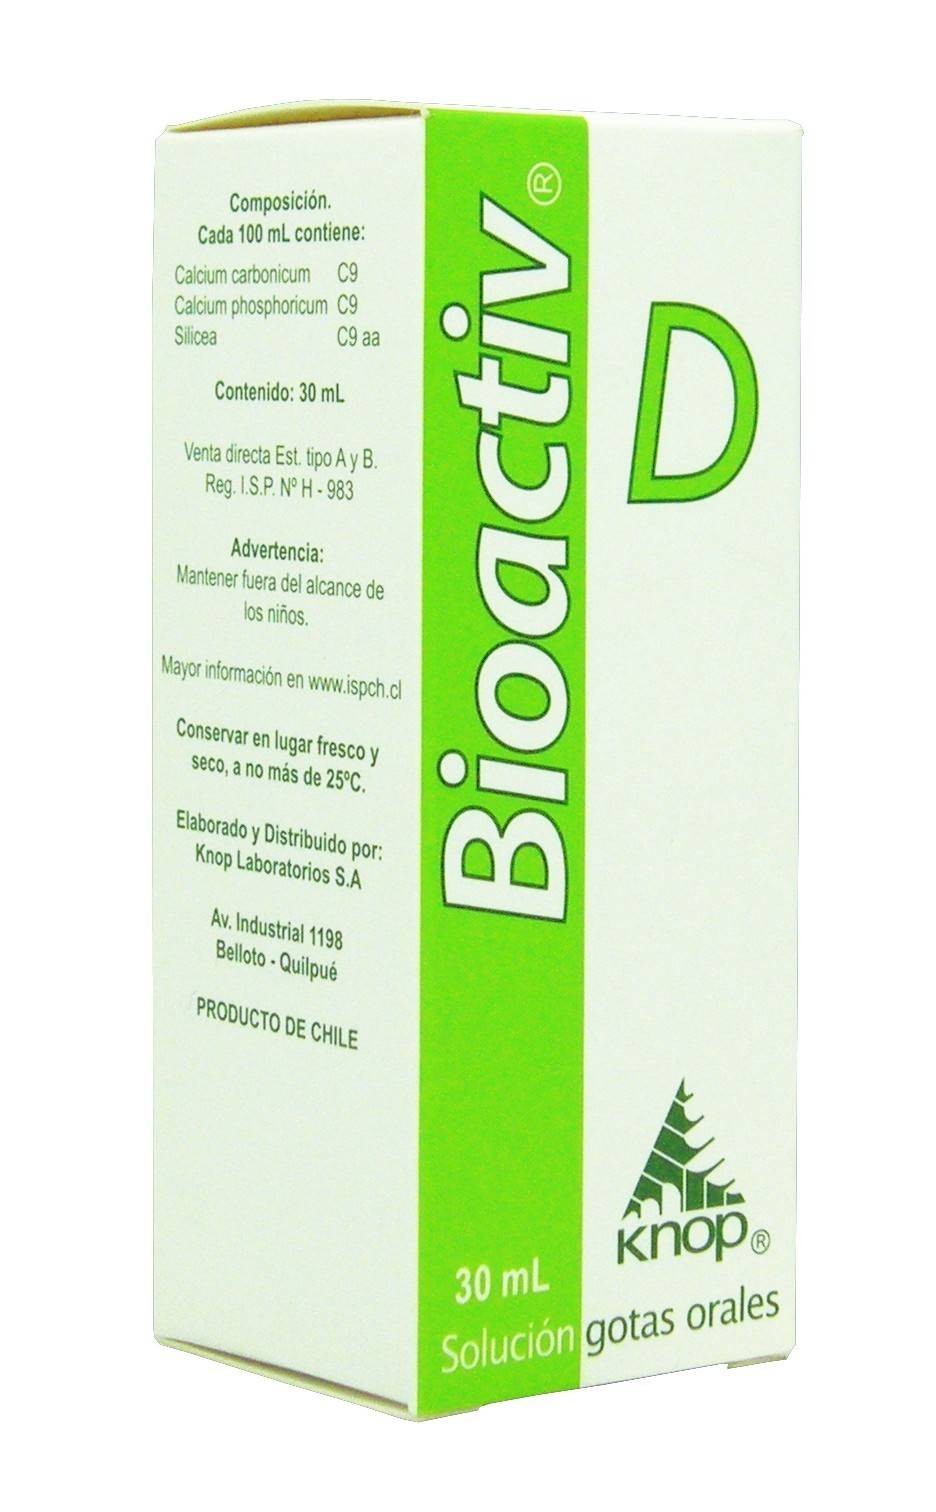 Composición.
Cada 100 mL contiene:
Calcium carbonicum C9
Calcium phosphoricum C9
Silicea C9 aa
Contenido: 30 mL
Venta directa Est. tipo A y B.
Reg. I.S.P. Nº H - 983
Advertencia:
Mantener fuera del alcance de
los niños.
Mayor información en www.ispch.cl
Conservar en lugar fresco y
seco, a no más de 25ºC.
Elaborado y Distribuido por:
Knop Laboratorios S.A
Av. Industrial 1198
Belloto - Quilpué
PRODUCTO DE CHILE
Bioactiv®
D
Knop®
30 mL
Solución gotas orales